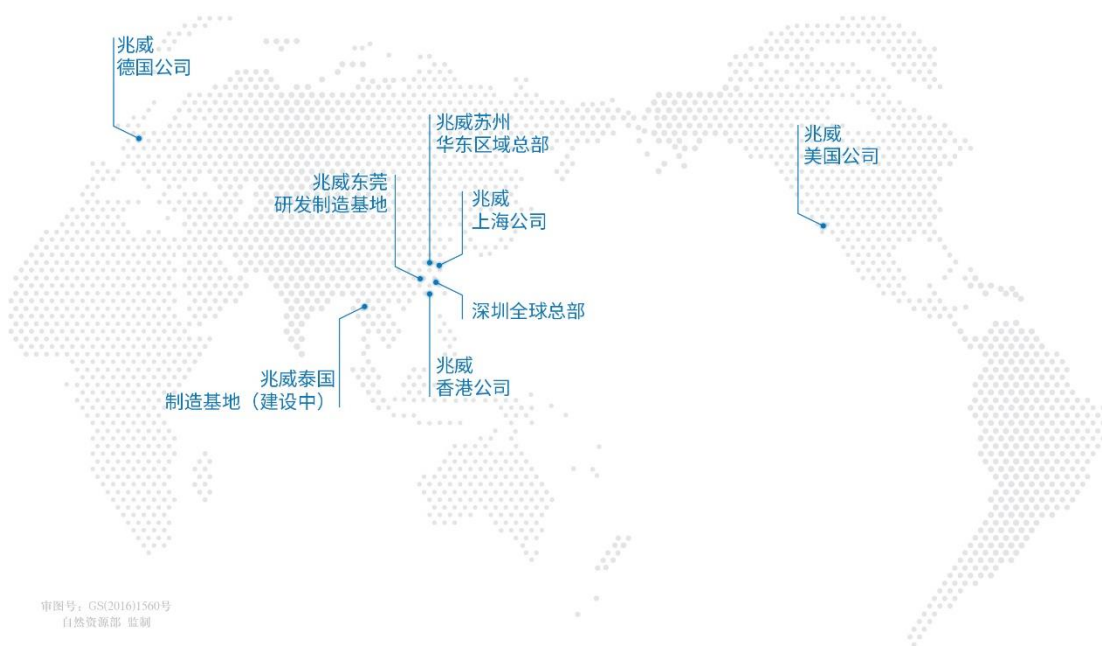 兆威
德国公司
兆威苏州
华东区域总部
兆威
美国公司
兆威东莞
研发制造基地
兆威
上海公司
深圳全球总部
兆威
香港公司
兆威泰国
制造基地（建设中）
审图号：GS(2016)1560号
自然资源部 监制